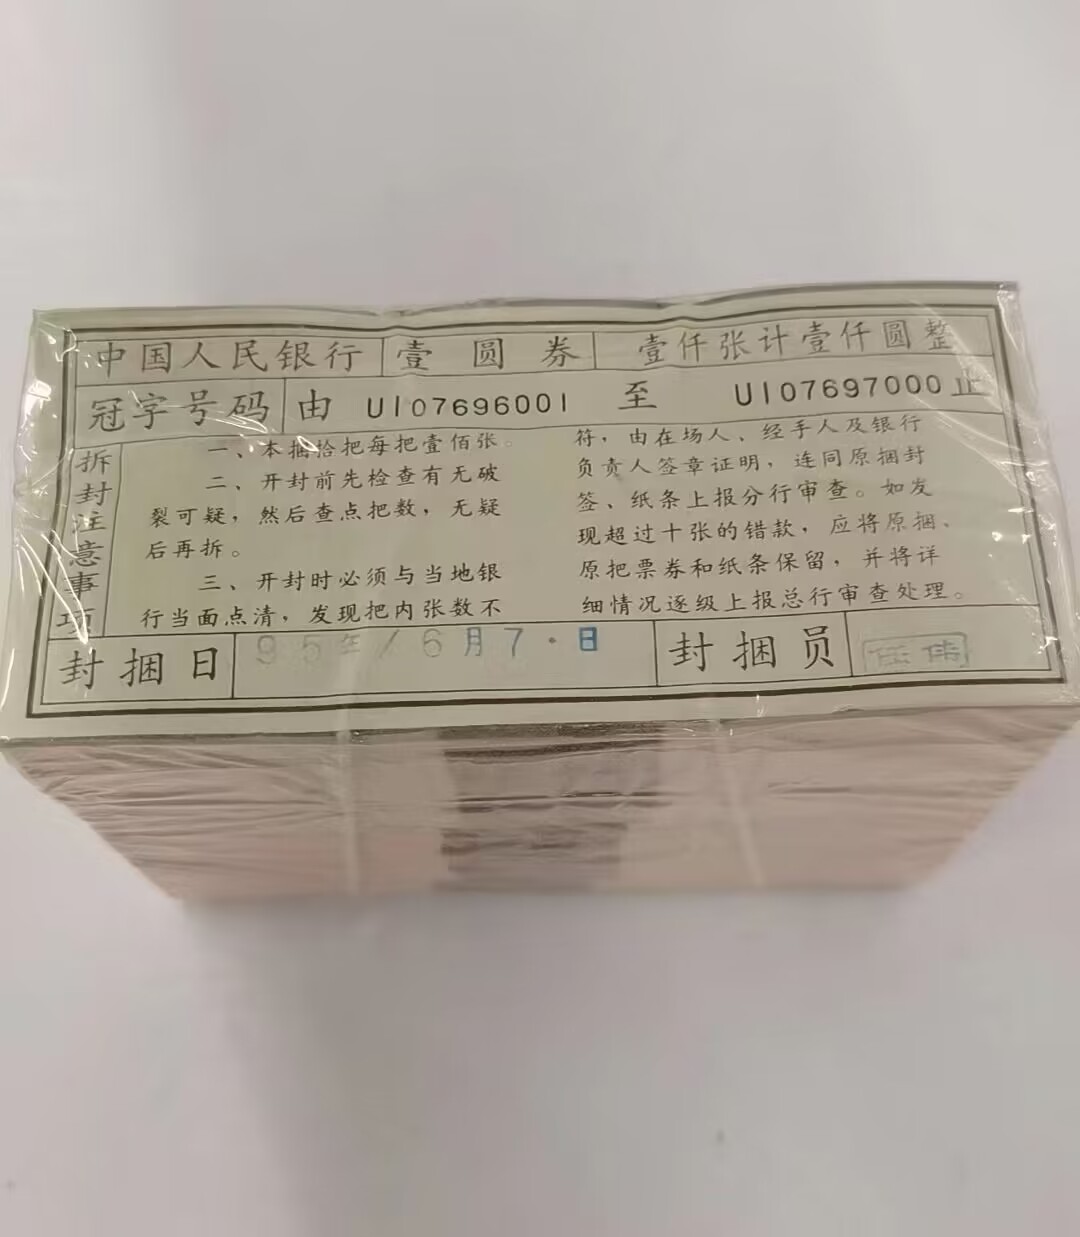 中国人民银行 壹圆券 壹仟张计壹仟圆整
冠字号码 由 UI07696001 至 UI07697000止
拆封注意事项
一、本捆拾把每把壹佰张。
二、开封前先检查有无破
裂可疑，然后查点把数，无疑
后再拆。
三、开封时必须与当地银
行当面点清，发现把内张数不
符，由在场人、经手人及银行
负责人签章证明，连同原捆封
签、纸条上报分行审查。如发
现超过十张的错款，应将原捆、
原把票券和纸条保留，并将详
细情况逐级上报总行审查处理。
封捆日 95年/6月7·日 封捆员 任伟